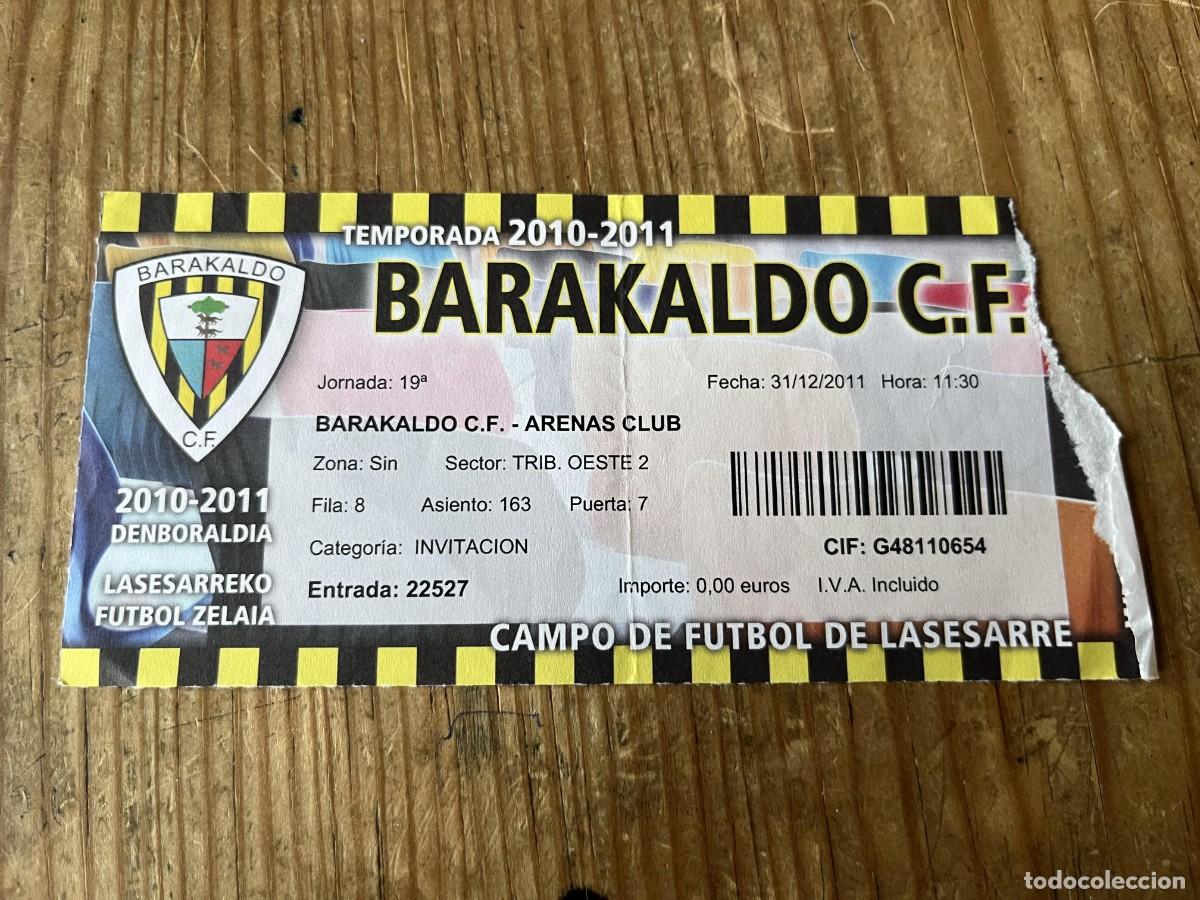 TEMPORADA 2010-2011
BARAKALDO C.F.
BARAKALDO
C.F.
Jornada: 19ª Fecha: 31/12/2011 Hora: 11:30
BARAKALDO C.F. - ARENAS CLUB
Zona: Sin Sector: TRIB. OESTE 2
Fila: 8 Asiento: 163 Puerta: 7
Categoría: INVITACION CIF: G48110654
Entrada: 22527 Importe: 0,00 euros I.V.A. Incluido
2010-2011
DENBORALDIA
LASESARREKO
FUTBOL ZELAIA
CAMPO DE FUTBOL DE LASESARRE
todocoleccion